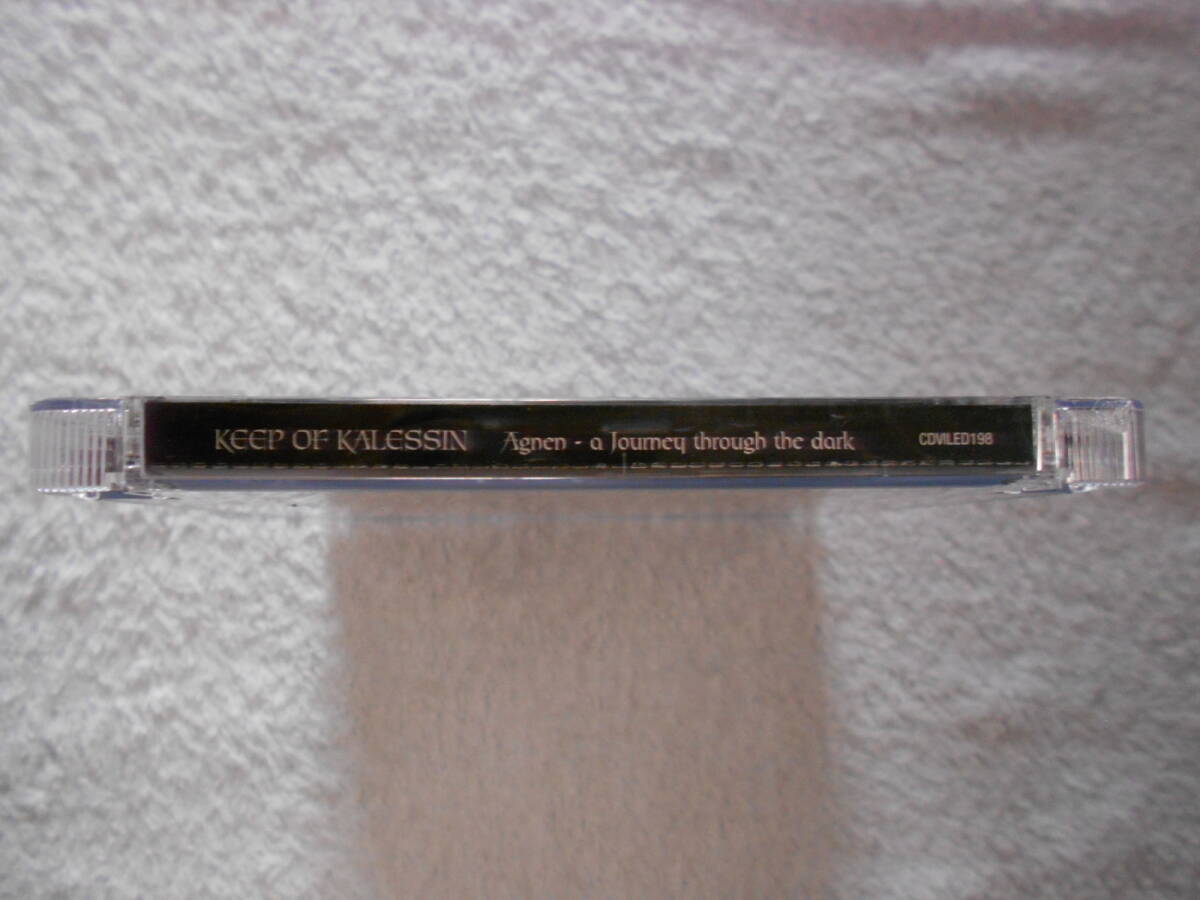 KEEP OF KALESSIN Agnen - a Journey through the dark CDVILED198